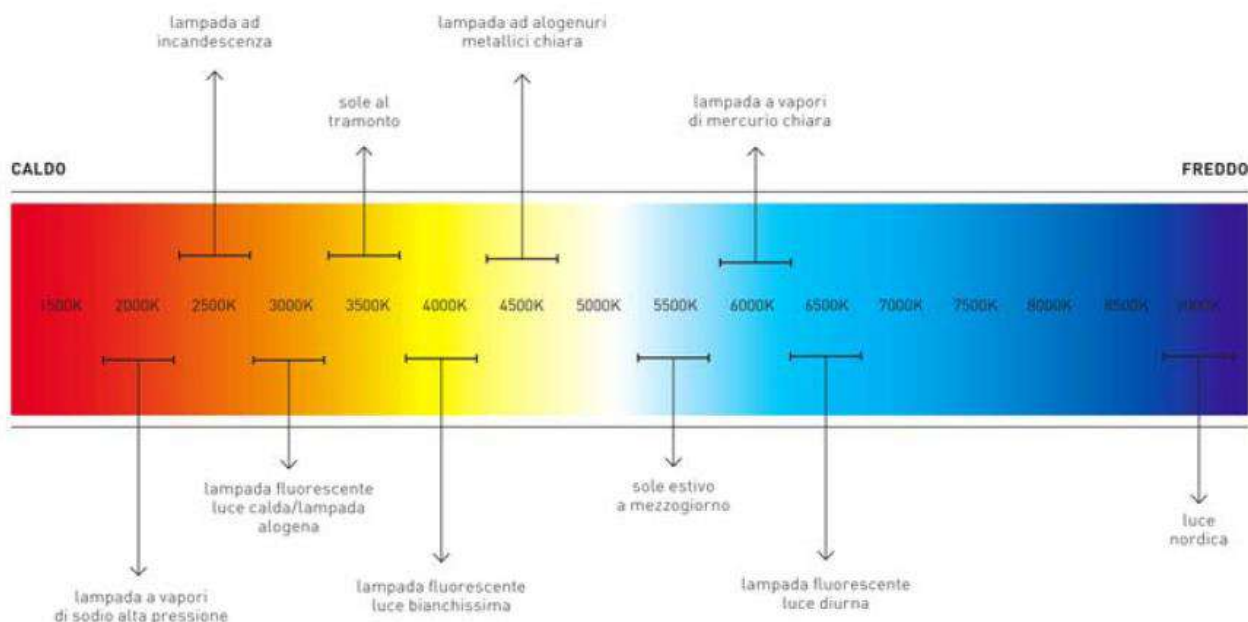 lampada ad
incandescenza
lampada ad alogenuri
metallici chiara
sole al
tramonto
lampada a vapori
di mercurio chiara
CALDO
FREDDO
1500K 2000K 2500K 3000K 3500K 4000K 4500K 5000K 5500K 6000K 6500K 7000K 7500K 8000K 8500K 9000K
lampada fluorescente
luce calda/lampada
alogena
sole estivo
a mezzogiorno
luce
nordica
lampada a vapori
di sodio alta pressione
lampada fluorescente
luce bianchissima
lampada fluorescente
luce diurna